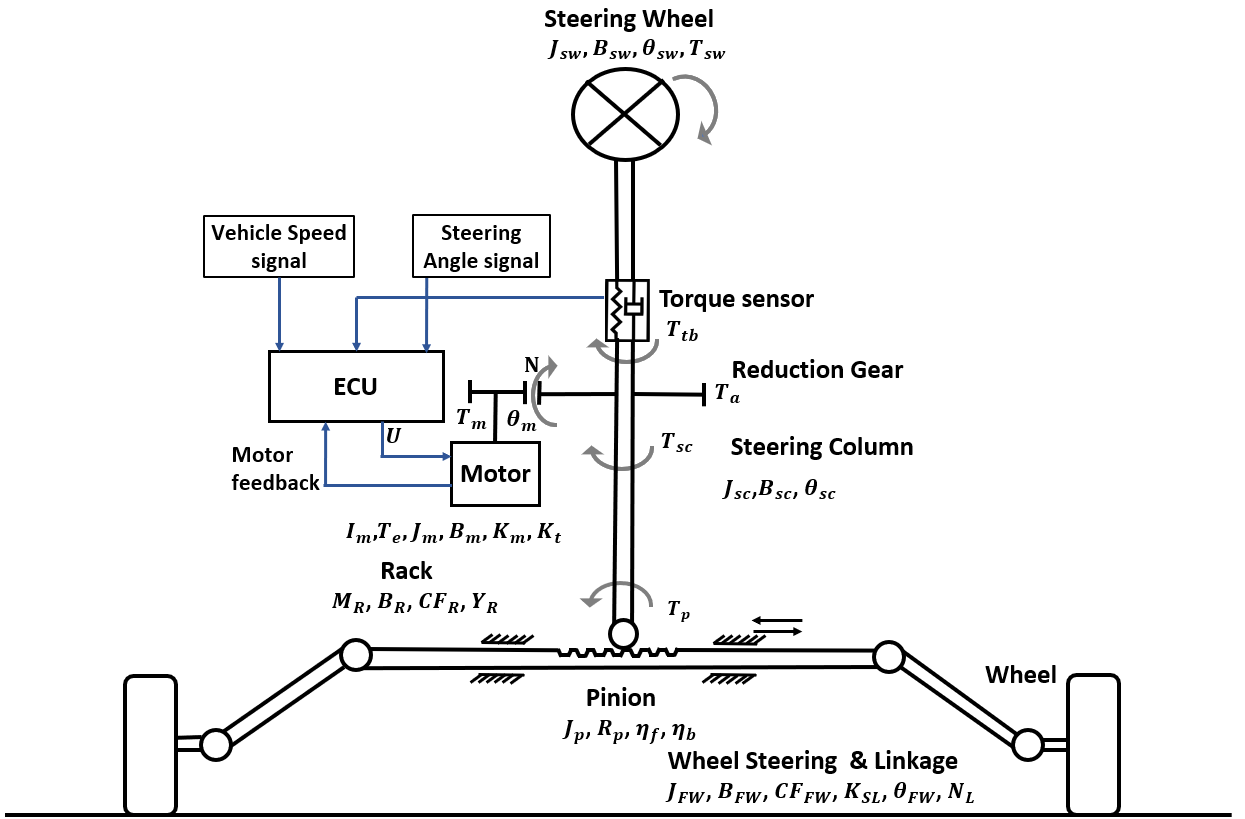 Steering Wheel
J_sw, B_sw, θ_sw, T_sw
Vehicle Speed
signal
Steering
Angle signal
Torque sensor
T_tb
ECU
N
Reduction Gear
T_a
T_m
θ_m
U
Motor
feedback
Motor
T_sc
Steering Column
J_sc,B_sc, θ_sc
I_m,T_e, J_m, B_m, K_m, K_t
Rack
M_R, B_R, CF_R, Y_R
T_p
Wheel
Pinion
J_p, R_p, η_f, η_b
Wheel Steering & Linkage
J_FW, B_FW, CF_FW, K_SL, θ_FW, N_L